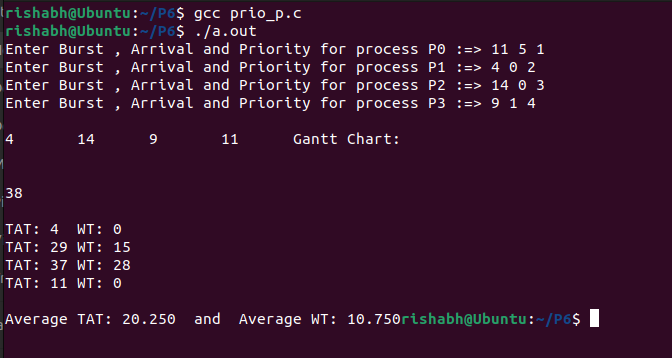 rishabh@Ubuntu:~/P6$ gcc prio_p.c
rishabh@Ubuntu:~/P6$ ./a.out
Enter Burst , Arrival and Priority for process P0 :=> 11 5 1
Enter Burst , Arrival and Priority for process P1 :=> 4 0 2
Enter Burst , Arrival and Priority for process P2 :=> 14 0 3
Enter Burst , Arrival and Priority for process P3 :=> 9 1 4
4 14 9 11 Gantt Chart:
38
TAT: 4 WT: 0
TAT: 29 WT: 15
TAT: 37 WT: 28
TAT: 11 WT: 0
Average TAT: 20.250 and Average WT: 10.750rishabh@Ubuntu:~/P6$